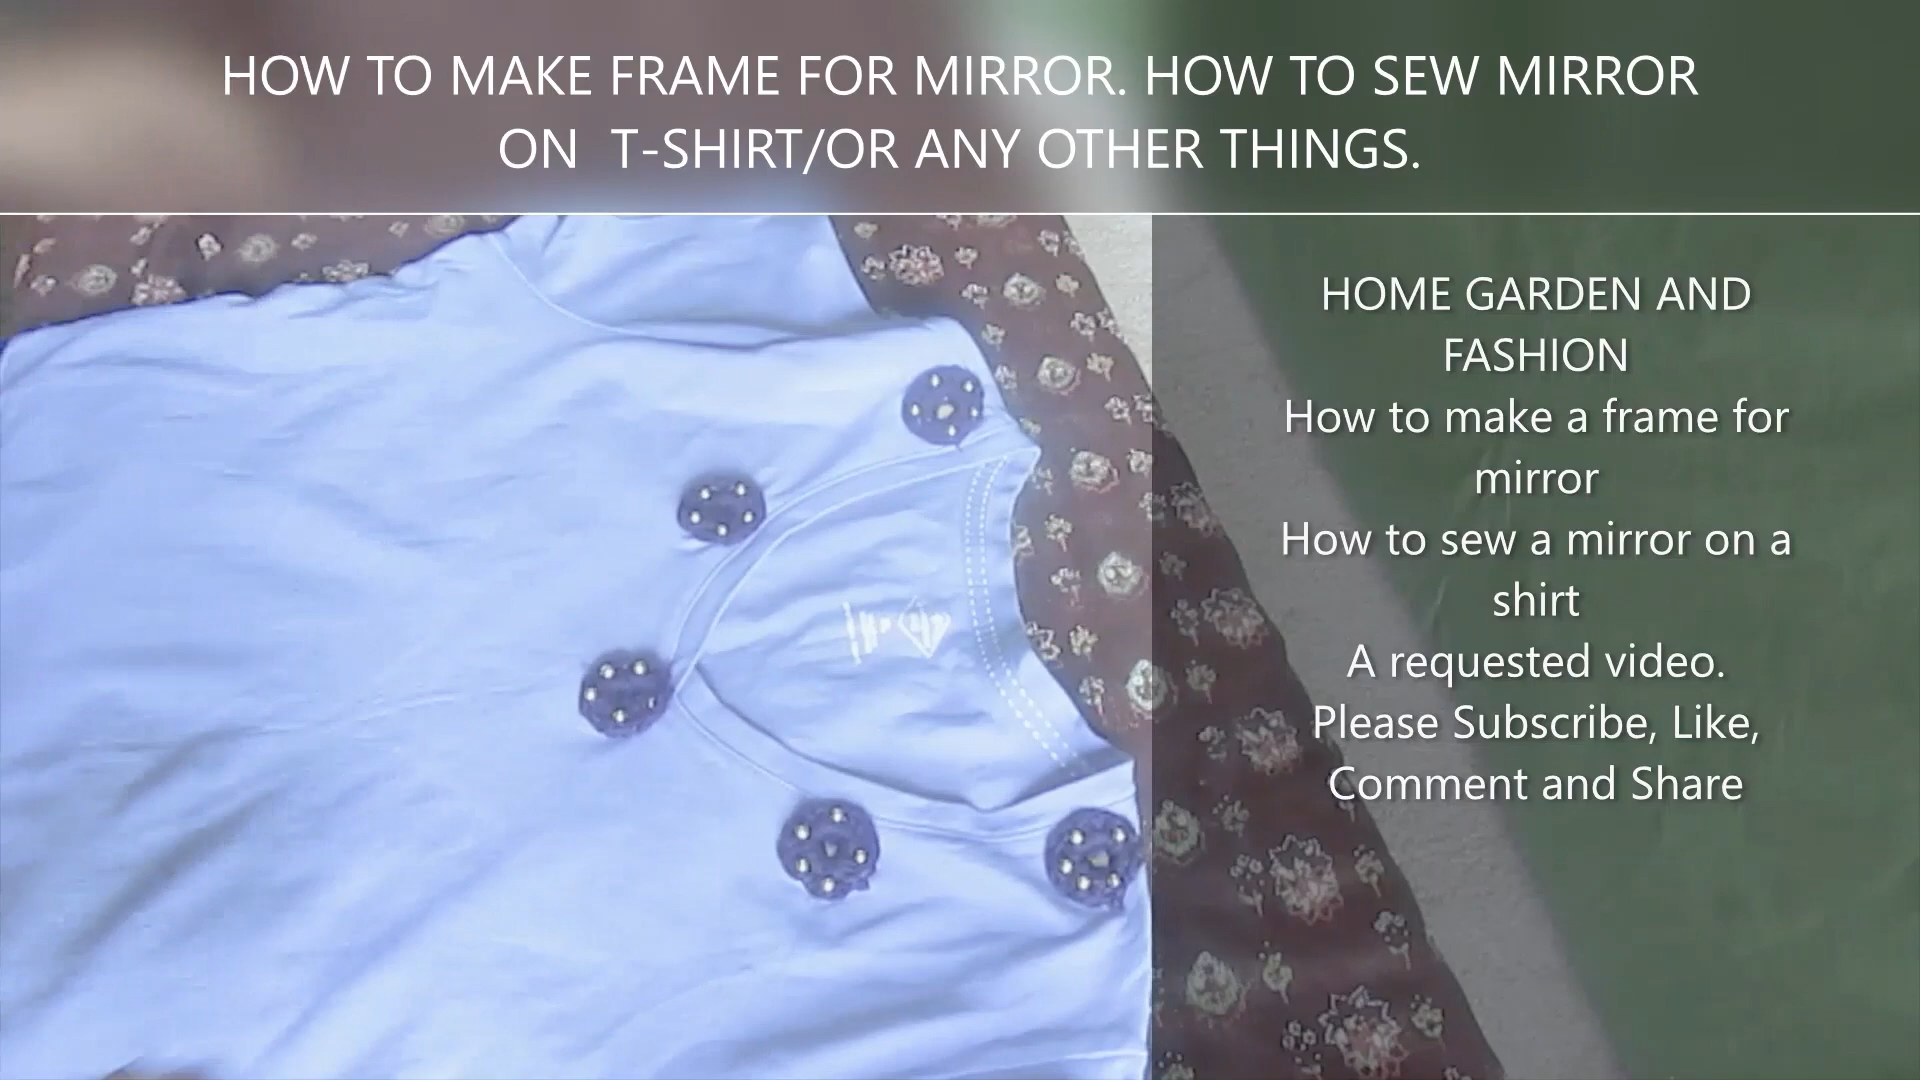 HOW TO MAKE FRAME FOR MIRROR. HOW TO SEW MIRROR
ON T-SHIRT/OR ANY OTHER THINGS.
HOME GARDEN AND
FASHION
How to make a frame for
mirror
How to sew a mirror on a
shirt
A requested video.
Please Subscribe, Like,
Comment and Share